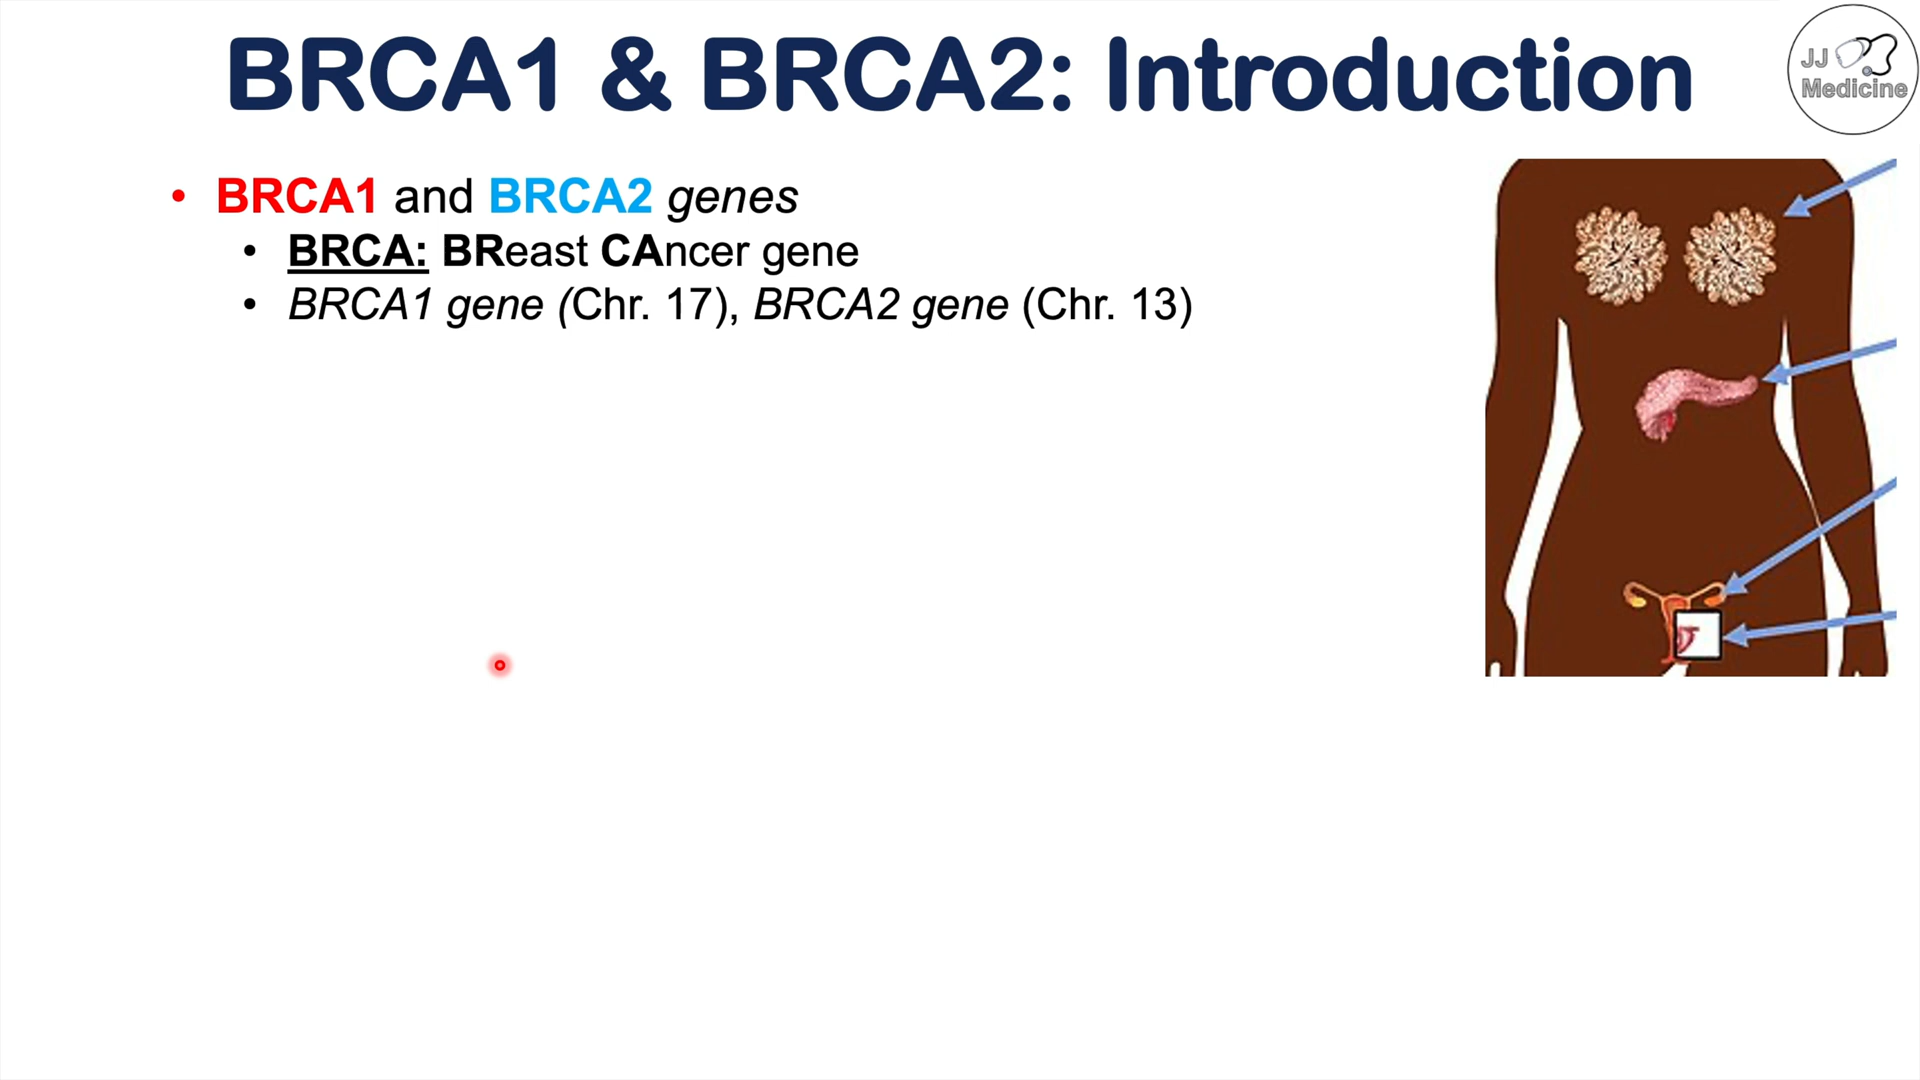 BRCA1 & BRCA2: Introduction
JJ
Medicine
• BRCA1 and BRCA2 genes
• BRCA: BReast CAncer gene
• BRCA1 gene (Chr. 17), BRCA2 gene (Chr. 13)